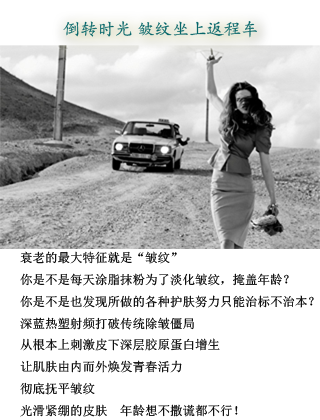 倒转时光 皱纹坐上返程车
衰老的最大特征就是“皱纹”
你是不是每天涂脂抹粉为了淡化皱纹，掩盖年龄？
你是不是也发现所做的各种护肤努力只能治标不治本？
深蓝热塑射频打破传统除皱僵局
从根本上刺激皮下深层胶原蛋白增生
让肌肤由内而外焕发青春活力
彻底抚平皱纹
光滑紧绷的皮肤 年龄想不撒谎都不行！